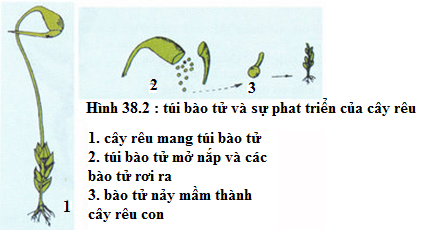 2
3
Hình 38.2 : túi bào tử và sự phat triển của cây rêu
1. cây rêu mang túi bào tử
2. túi bào tử mở nắp và các
bào tử rơi ra
3. bào tử nảy mầm thành
cây rêu con
1